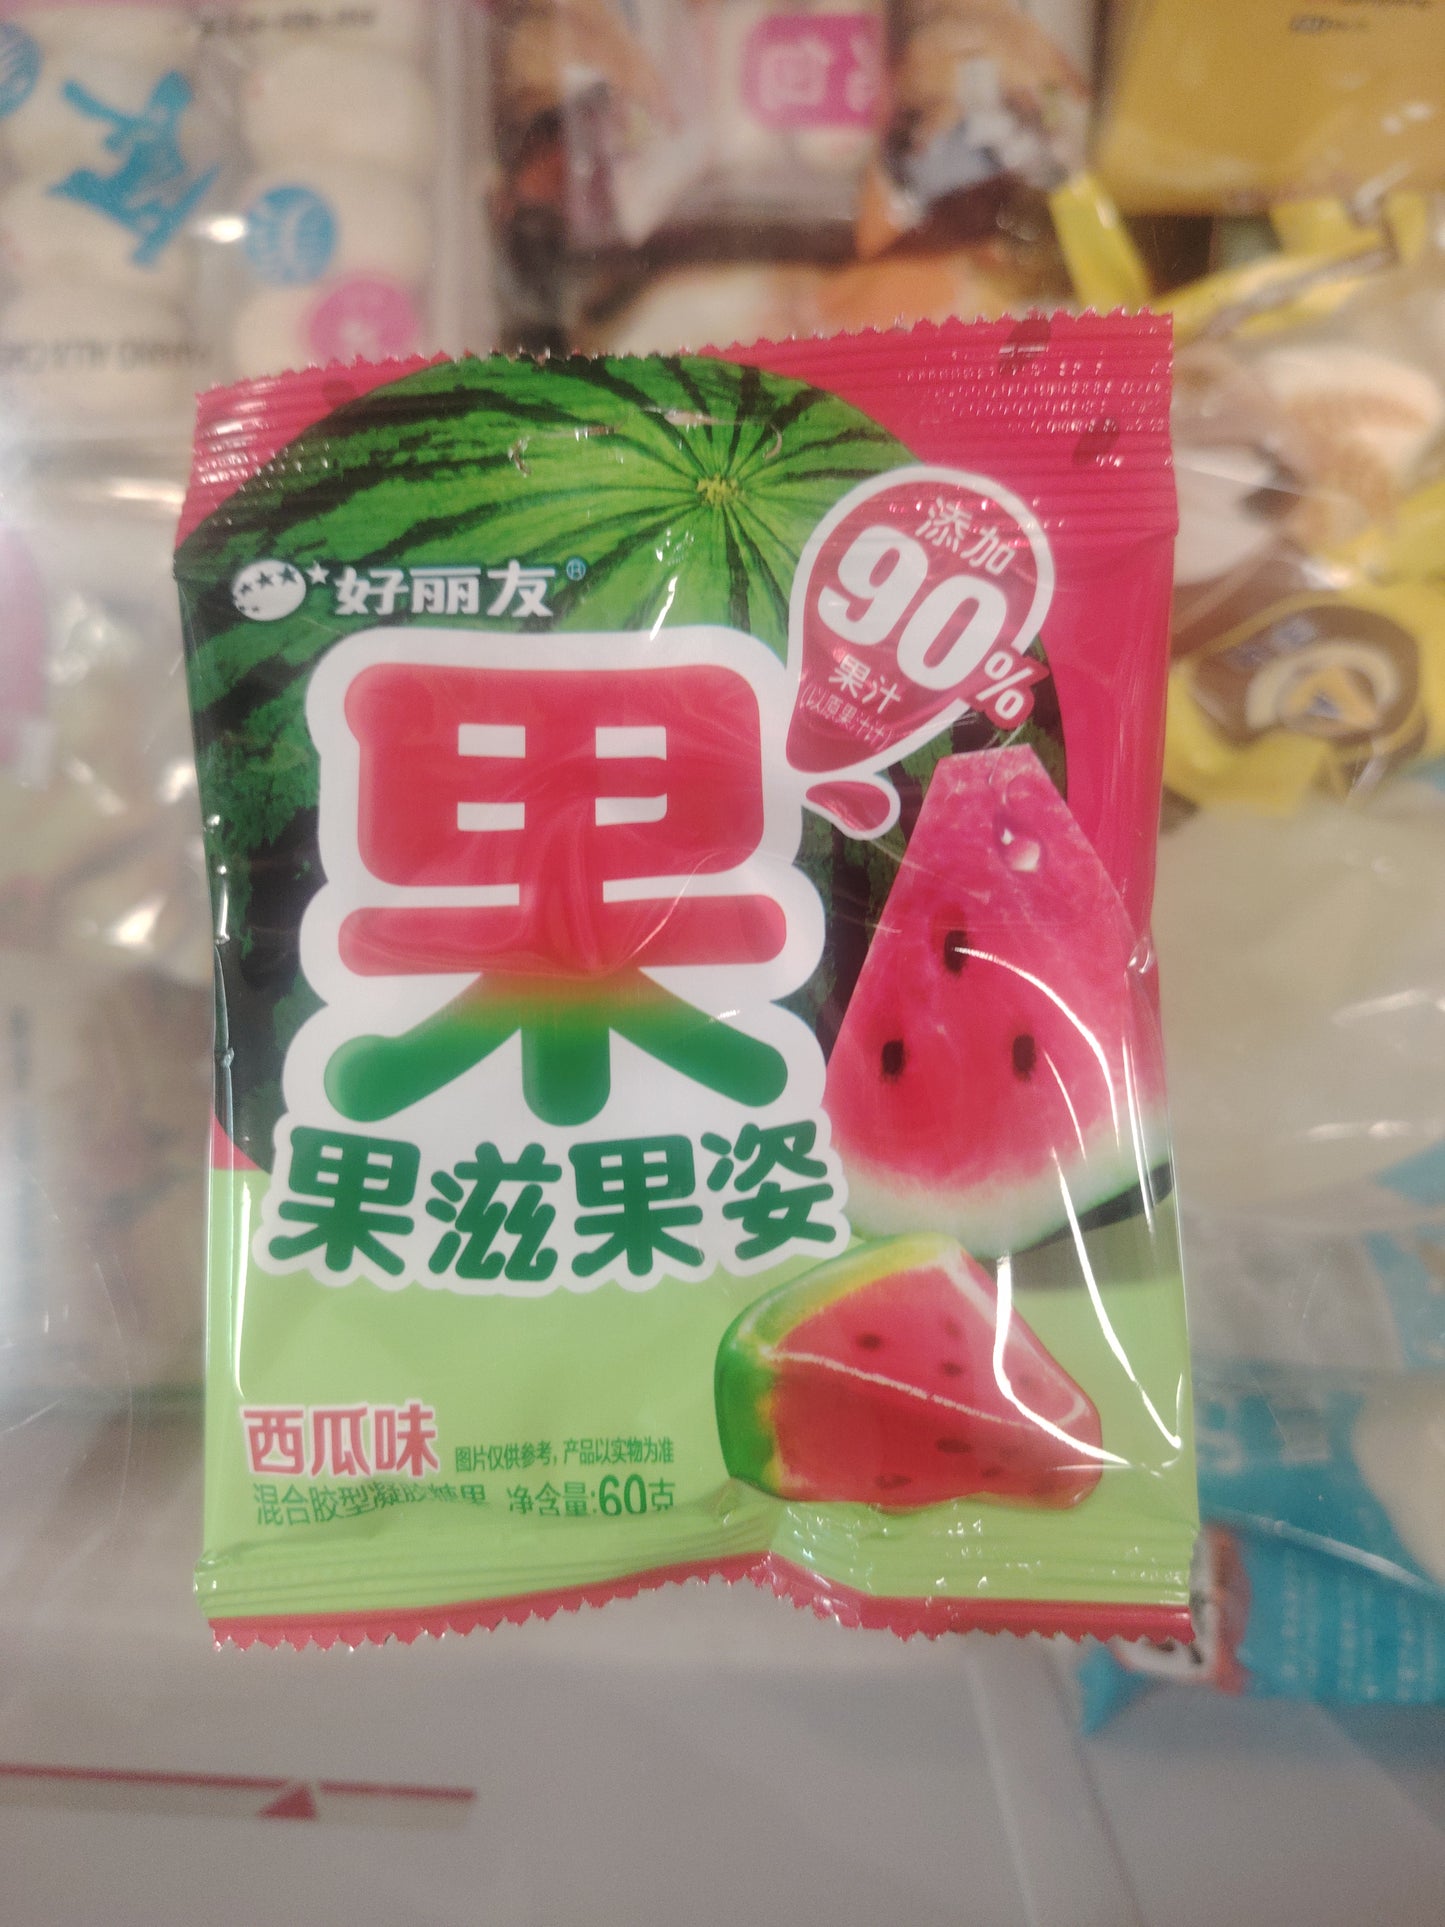 好丽友®
添加
90%
果汁
(以原果汁计)
果
果滋果姿
西瓜味
图片仅供参考，产品以实物为准
混合胶型凝胶糖果 净含量:60克